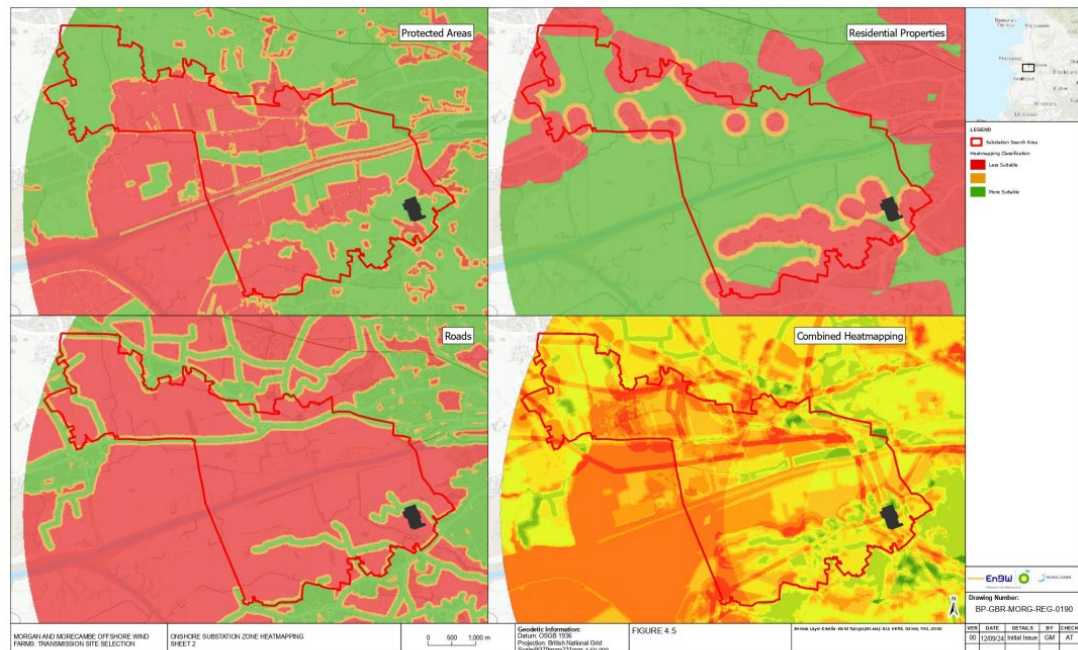 Protected Areas
Residential Properties
LEGEND
Substation Search Area
Heatmapping Classification
Less Suitable
More Suitable
Roads
Combined Heatmapping
EnBW
bp
N
Drawing Number:
BP-GBR-MORG-REG-0190
MORGAN AND MORECAMBE OFFSHORE WIND
FARMS: TRANSMISSION SITE SELECTION
ONSHORE SUBSTATION ZONE HEATMAPPING
SHEET 2
0 500 1,000 m
Geodetic Information:
Datum: OSGB 1936
Projection: British National Grid
FIGURE 4.5
VER DATE DETAILS BY CHECK
00 12/09/24 Initial Issue GM AT